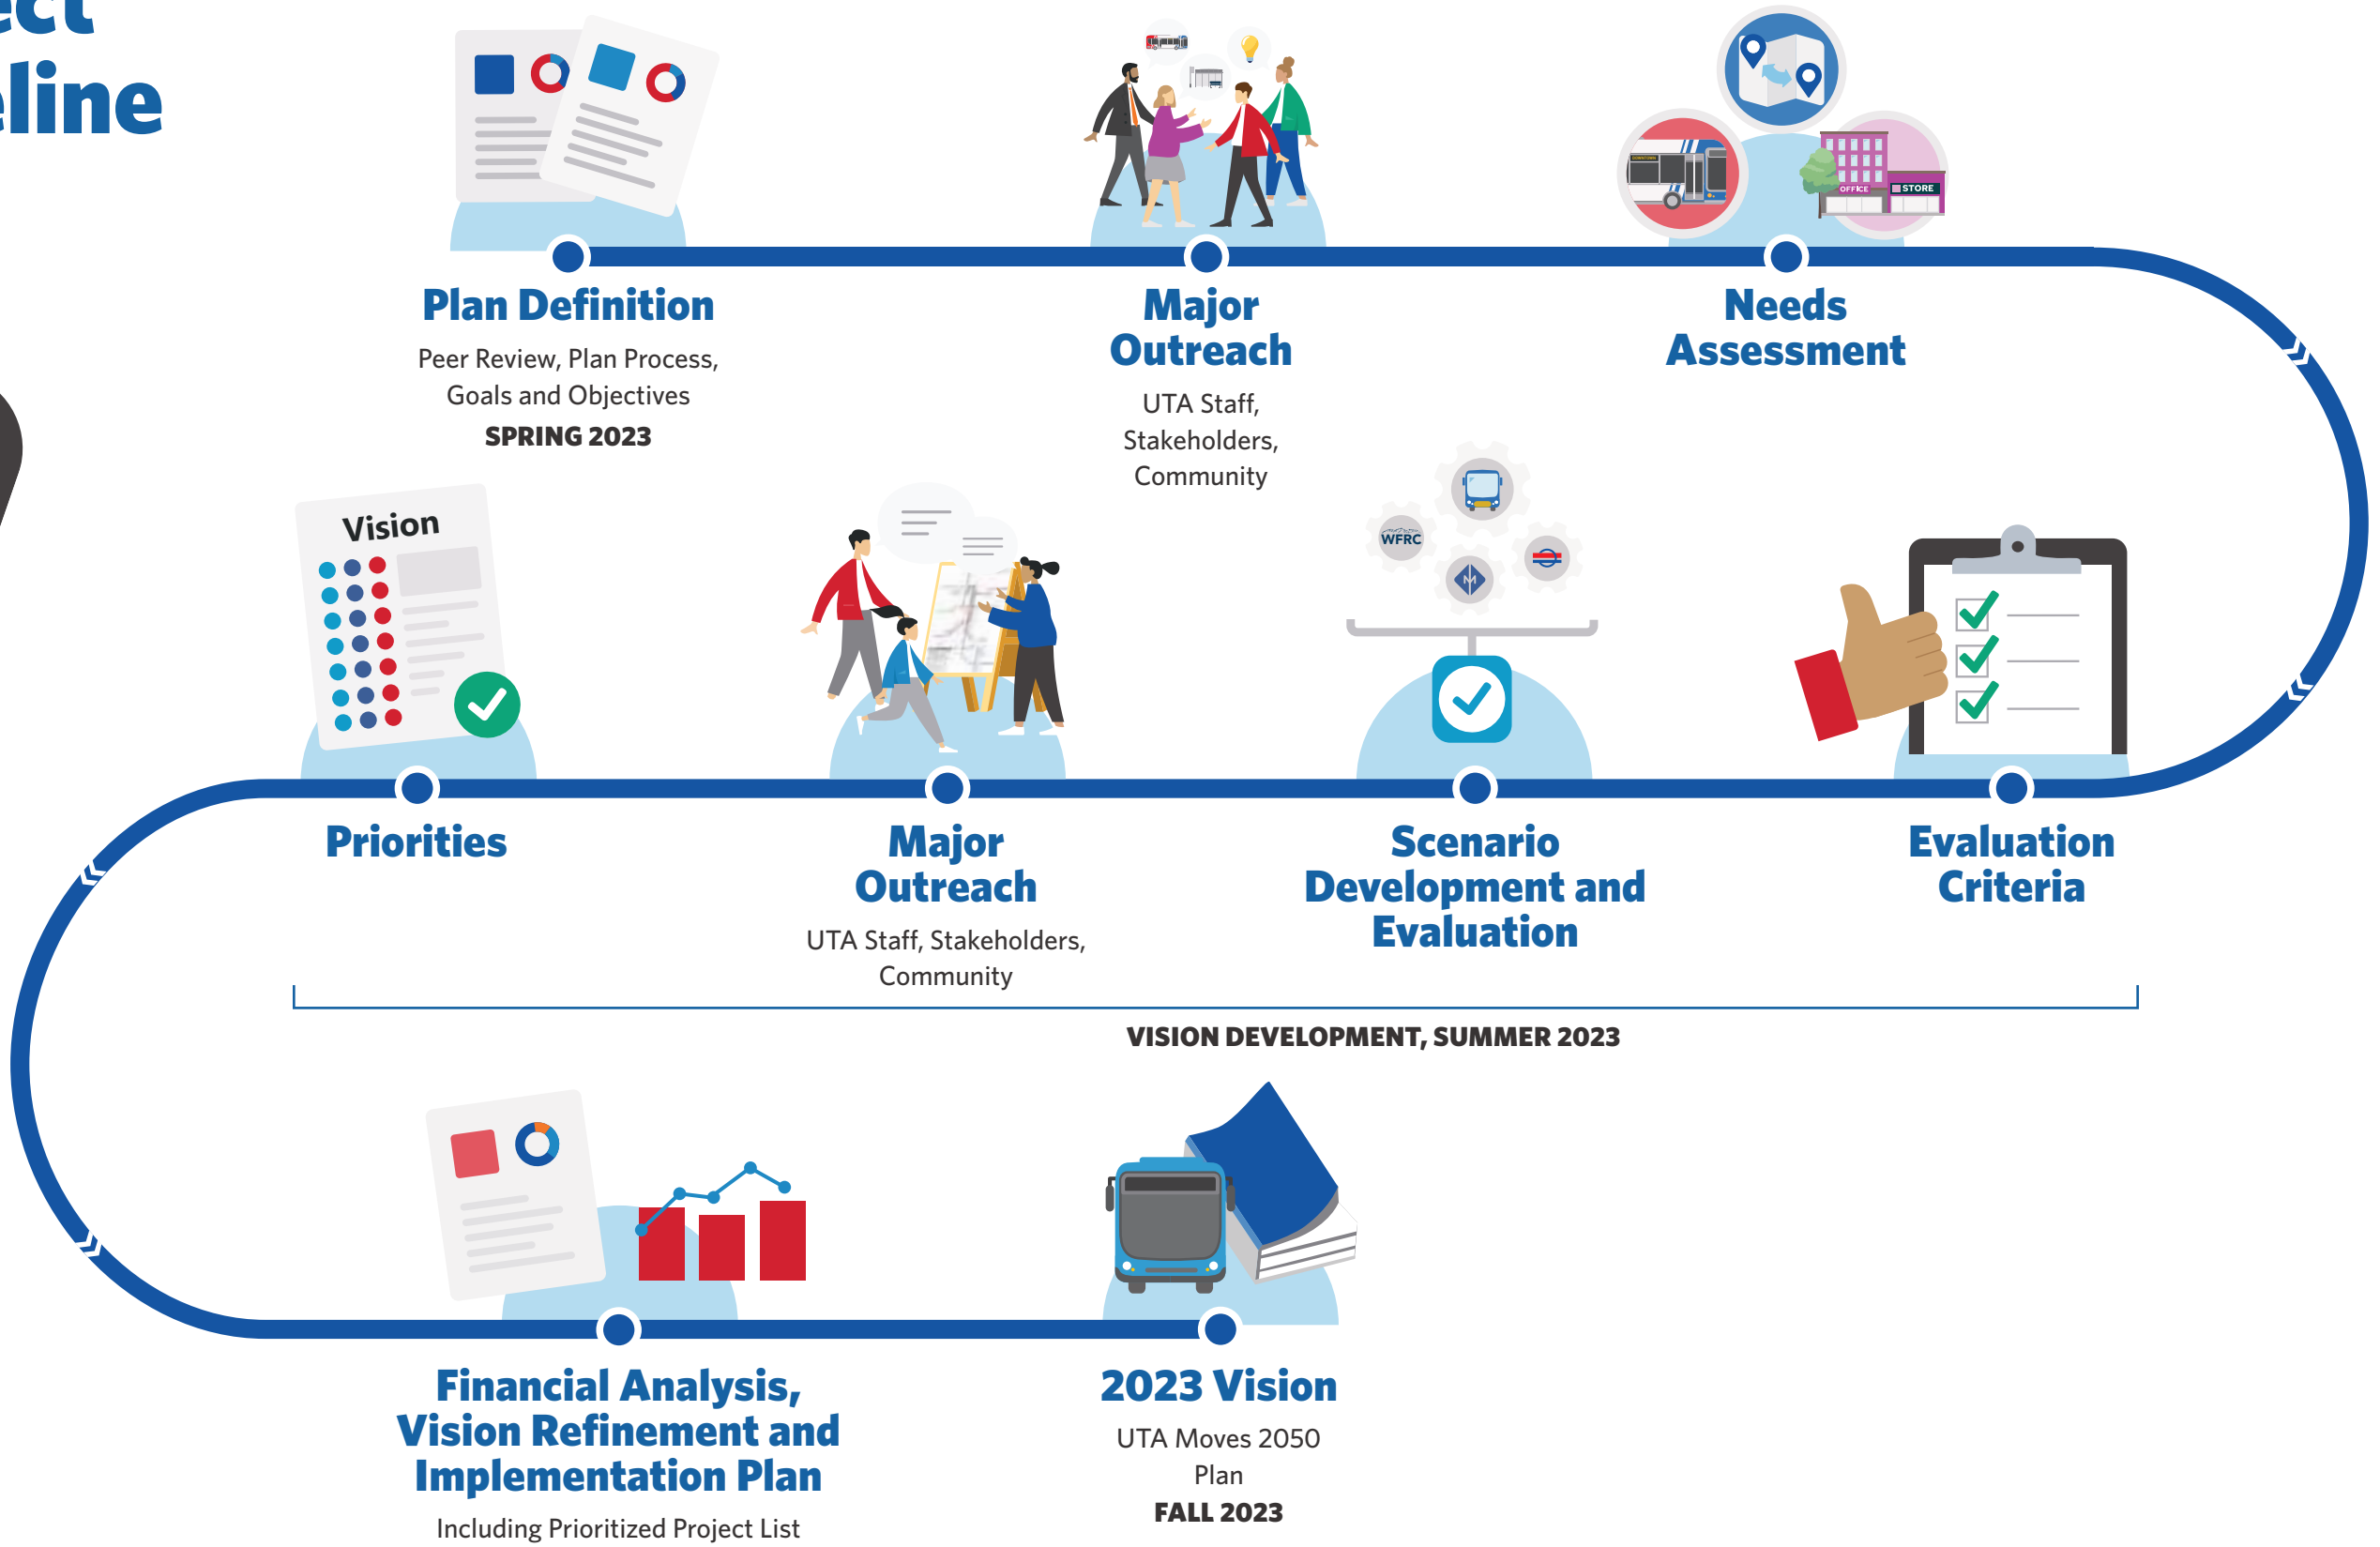 ect
eline
Plan Definition
Peer Review, Plan Process,
Goals and Objectives
SPRING 2023
Major
Outreach
UTA Staff,
Stakeholders,
Community
OFFICE
STORE
Needs
Assessment
Evaluation
Criteria
WFRC
Scenario
Development and
Evaluation
Major
Outreach
UTA Staff, Stakeholders,
Community
Vision
Priorities
VISION DEVELOPMENT, SUMMER 2023
Financial Analysis,
Vision Refinement and
Implementation Plan
Including Prioritized Project List
2023 Vision
UTA Moves 2050
Plan
FALL 2023